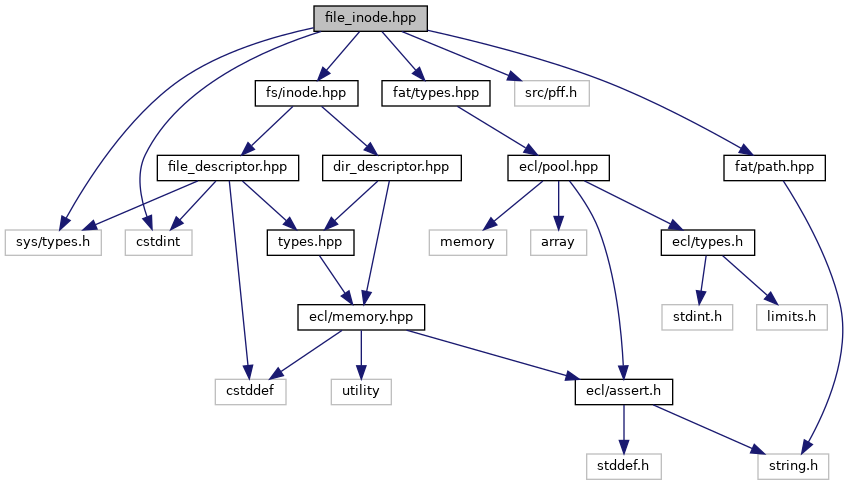 file_inode.hpp
fs/inode.hpp
fat/types.hpp
src/pff.h
file_descriptor.hpp
dir_descriptor.hpp
ecl/pool.hpp
fat/path.hpp
sys/types.h
cstdint
types.hpp
memory
array
ecl/types.h
ecl/memory.hpp
stdint.h
limits.h
cstddef
utility
ecl/assert.h
stddef.h
string.h